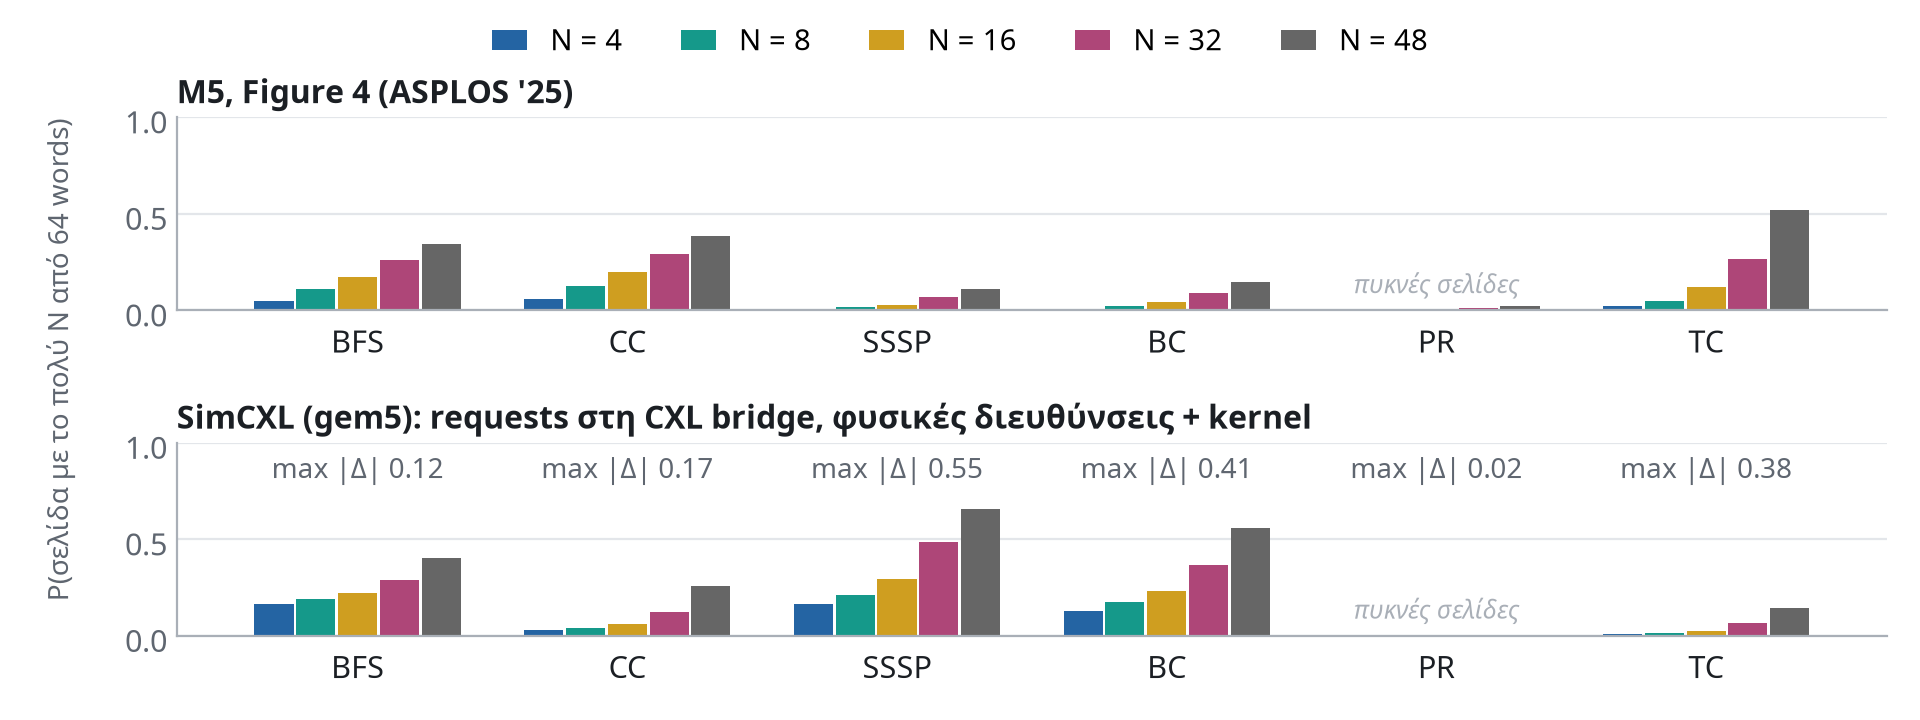 N = 4 N = 8 N = 16 N = 32 N = 48
M5, Figure 4 (ASPLOS '25)
P(σελίδα με το πολύ N από 64 words)
1.0
0.5
0.0
πυκνές σελίδες
BFS CC SSSP BC PR TC
SimCXL (gem5): requests στη CXL bridge, φυσικές διευθύνσεις + kernel
1.0
max |Δ| 0.12 max |Δ| 0.17 max |Δ| 0.55 max |Δ| 0.41 max |Δ| 0.02 max |Δ| 0.38
0.5
πυκνές σελίδες
0.0
BFS CC SSSP BC PR TC